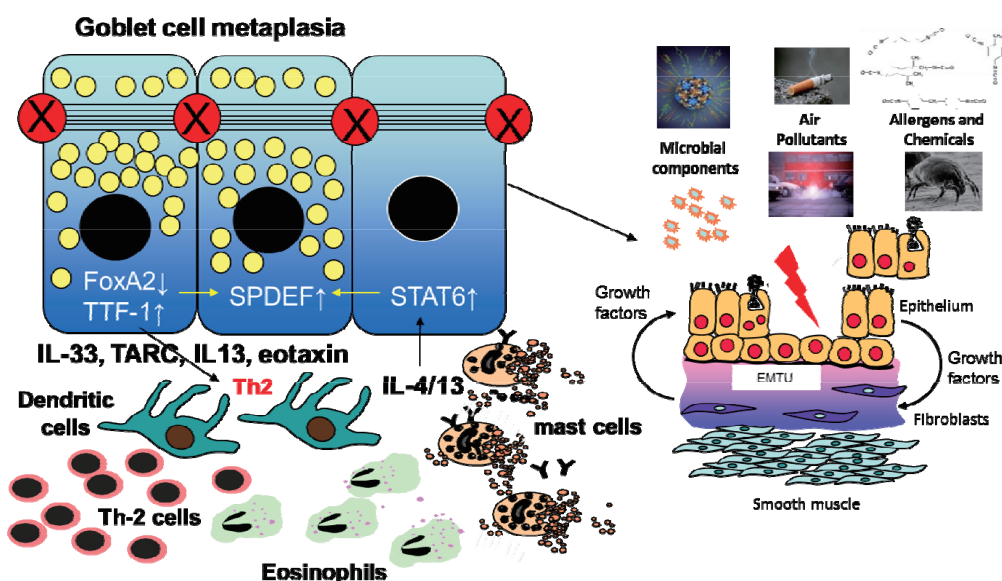 Goblet cell metaplasia
X
X
X
X
FoxA2↓
TTF-1↑
SPDEF↑
STAT6↑
IL-33, TARC, IL13, eotaxin
Th2
IL-4/13
Dendritic
cells
mast cells
Th-2 cells
Eosinophils
Microbial
components
Air
Pollutants
Allergens and
Chemicals
Growth
factors
Epithelium
EMTU
Growth
factors
Fibroblasts
Smooth muscle